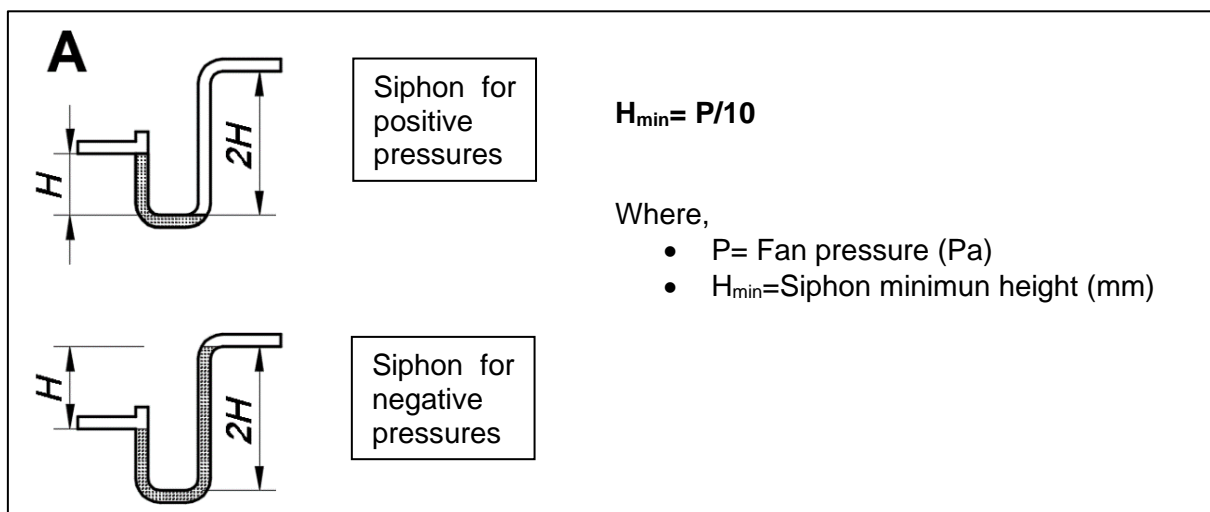 A
Siphon for
positive
pressures
H
2H
Hmin= P/10
Where,
• P= Fan pressure (Pa)
• Hmin=Siphon minimun height (mm)
Siphon for
negative
pressures
H
2H